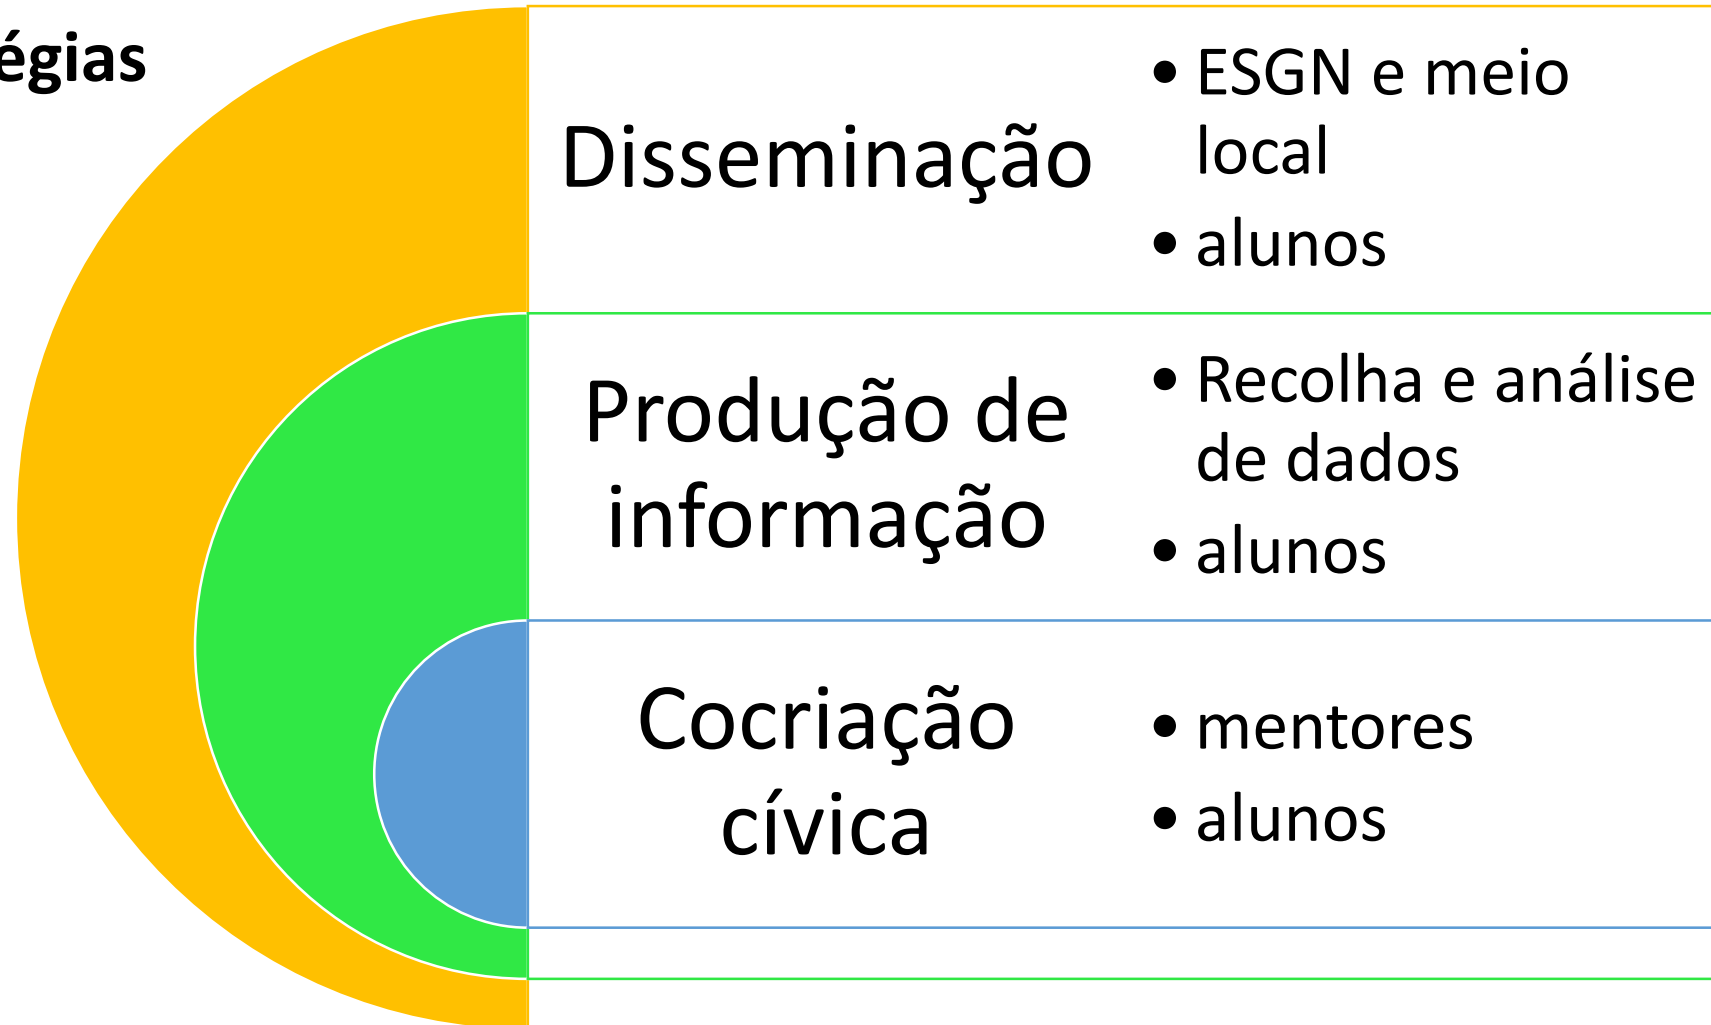 égias
Disseminação
• ESGN e meio
local
• alunos
Produção de
informação
• Recolha e análise
de dados
• alunos
Cocriação
cívica
• mentores
• alunos